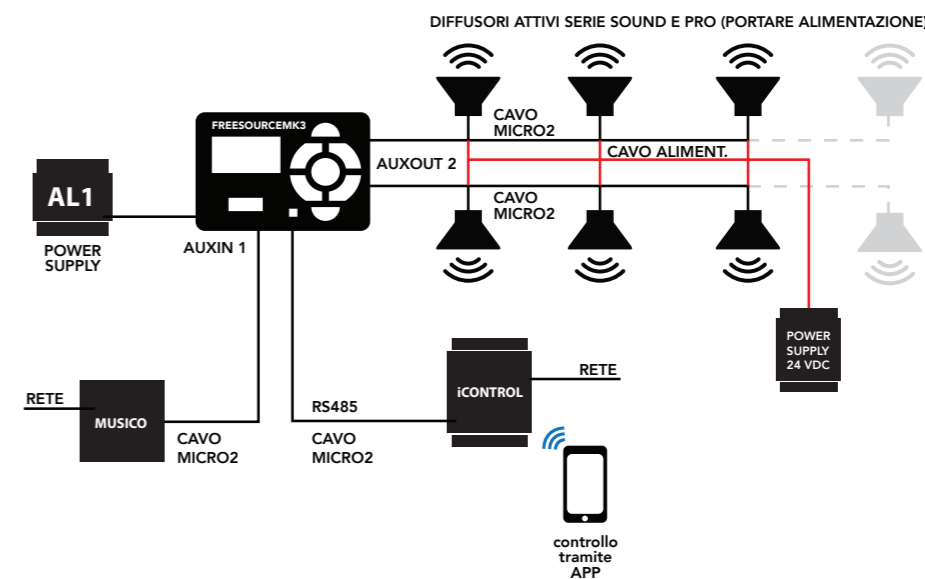 DIFFUSORI ATTIVI SERIE SOUND E PRO (PORTARE ALIMENTAZIONE)
FREESOURCEMK3
CAVO
MICRO2
CAVO ALIMENT.
AUXOUT 2
CAVO
MICRO2
AL1
POWER
SUPPLY
AUXIN 1
POWER
SUPPLY
24 VDC
RETE
MUSICO
CAVO
MICRO2
RS485
CAVO
MICRO2
iCONTROL
RETE
controllo
tramite
APP